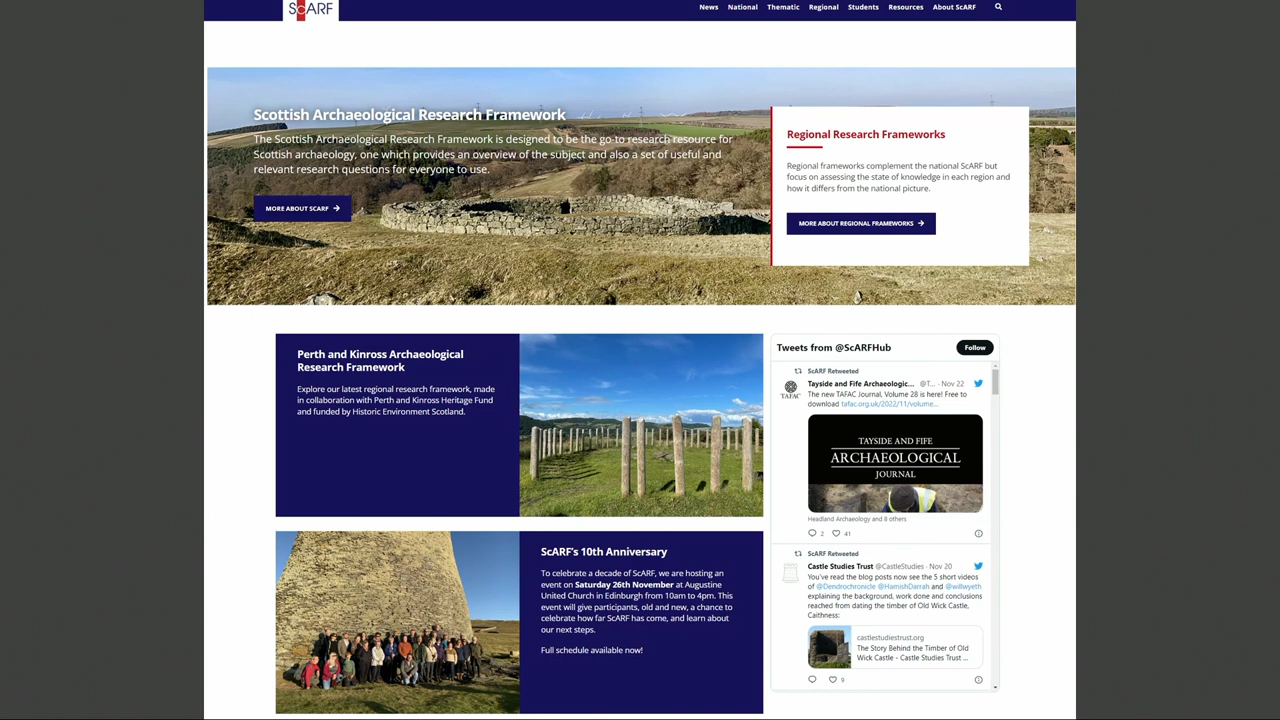 ScARF
News National Thematic Regional Students Resources About ScARF
Scottish Archaeological Research Framework
The Scottish Archaeological Research Framework is designed to be the go-to research resource for
Scottish archaeology, one which provides an overview of the subject and also a set of useful and
relevant research questions for everyone to use.
MORE ABOUT SCARF
Regional Research Frameworks
Regional frameworks complement the national ScARF but
focus on assessing the state of knowledge in each region and
how it differs from the national picture.
MORE ABOUT REGIONAL FRAMEWORKS
Perth and Kinross Archaeological
Research Framework
Explore our latest regional research framework, made
in collaboration with Perth and Kinross Heritage Fund
and funded by Historic Environment Scotland.
ScARF's 10th Anniversary
To celebrate a decade of ScARF, we are hosting an
event on Saturday 26th November at Augustine
United Church in Edinburgh from 10am to 4pm. This
event will give participants, old and new, a chance to
celebrate how far ScARF has come, and learn about
our next steps.
Full schedule available now!
Tweets from @ScARFHub
Follow
ScARF Retweeted
Tayside and Fife Archaeologic... @T... · Nov 22
TAFAC
The new TAFAC Journal, Volume 28 is here! Free to
download tafac.org.uk/2022/11/volume...
TAYSIDE AND FIFE
ARCHAEOLOGICAL
JOURNAL
Headland Archaeology and 8 others
2 41
ScARF Retweeted
Castle Studies Trust @CastleStudies · Nov 20
You've read the blog posts now see the 5 short videos
of @Dendrochronicle @HamishDarrah and @willwyeth
explaining the background, work done and conclusions
reached from dating the timber of Old Wick Castle,
Caithness:
castlestudiestrust.org
The Story Behind the Timber of Old
Wick Castle - Castle Studies Trust ...
9